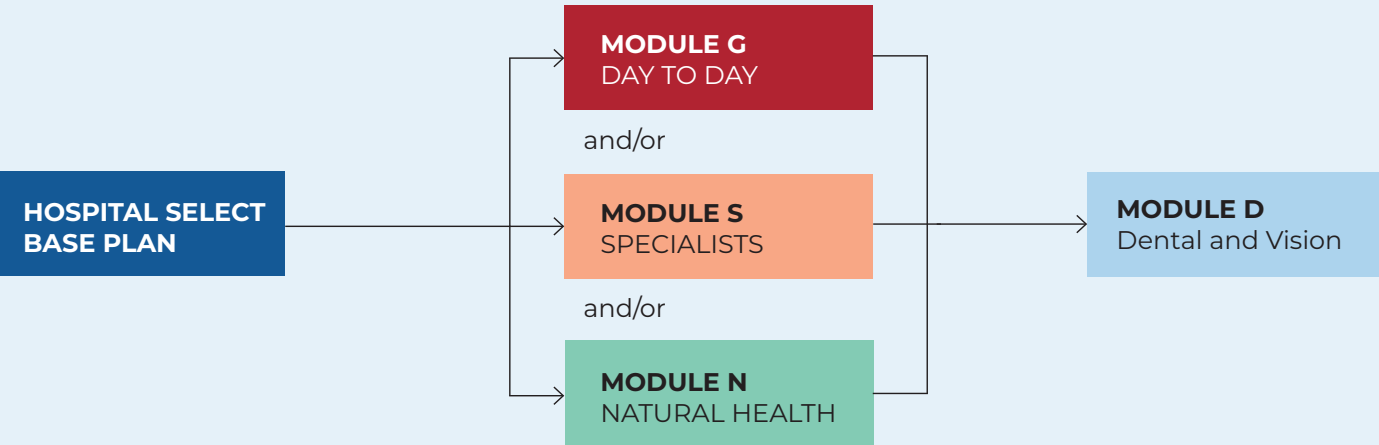 MODULE G
DAY TO DAY
and/or
HOSPITAL SELECT
BASE PLAN
MODULE S
SPECIALISTS
MODULE D
Dental and Vision
and/or
MODULE N
NATURAL HEALTH